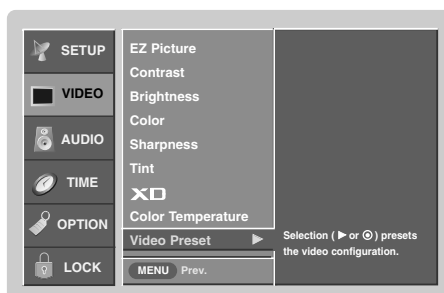 SETUP
VIDEO
AUDIO
TIME
OPTION
LOCK
EZ Picture
Contrast
Brightness
Color
Sharpness
Tint
XD
Color Temperature
Video Preset ▶
MENU Prev.
Selection ( ▶ or ⊙ ) presets
the video configuration.